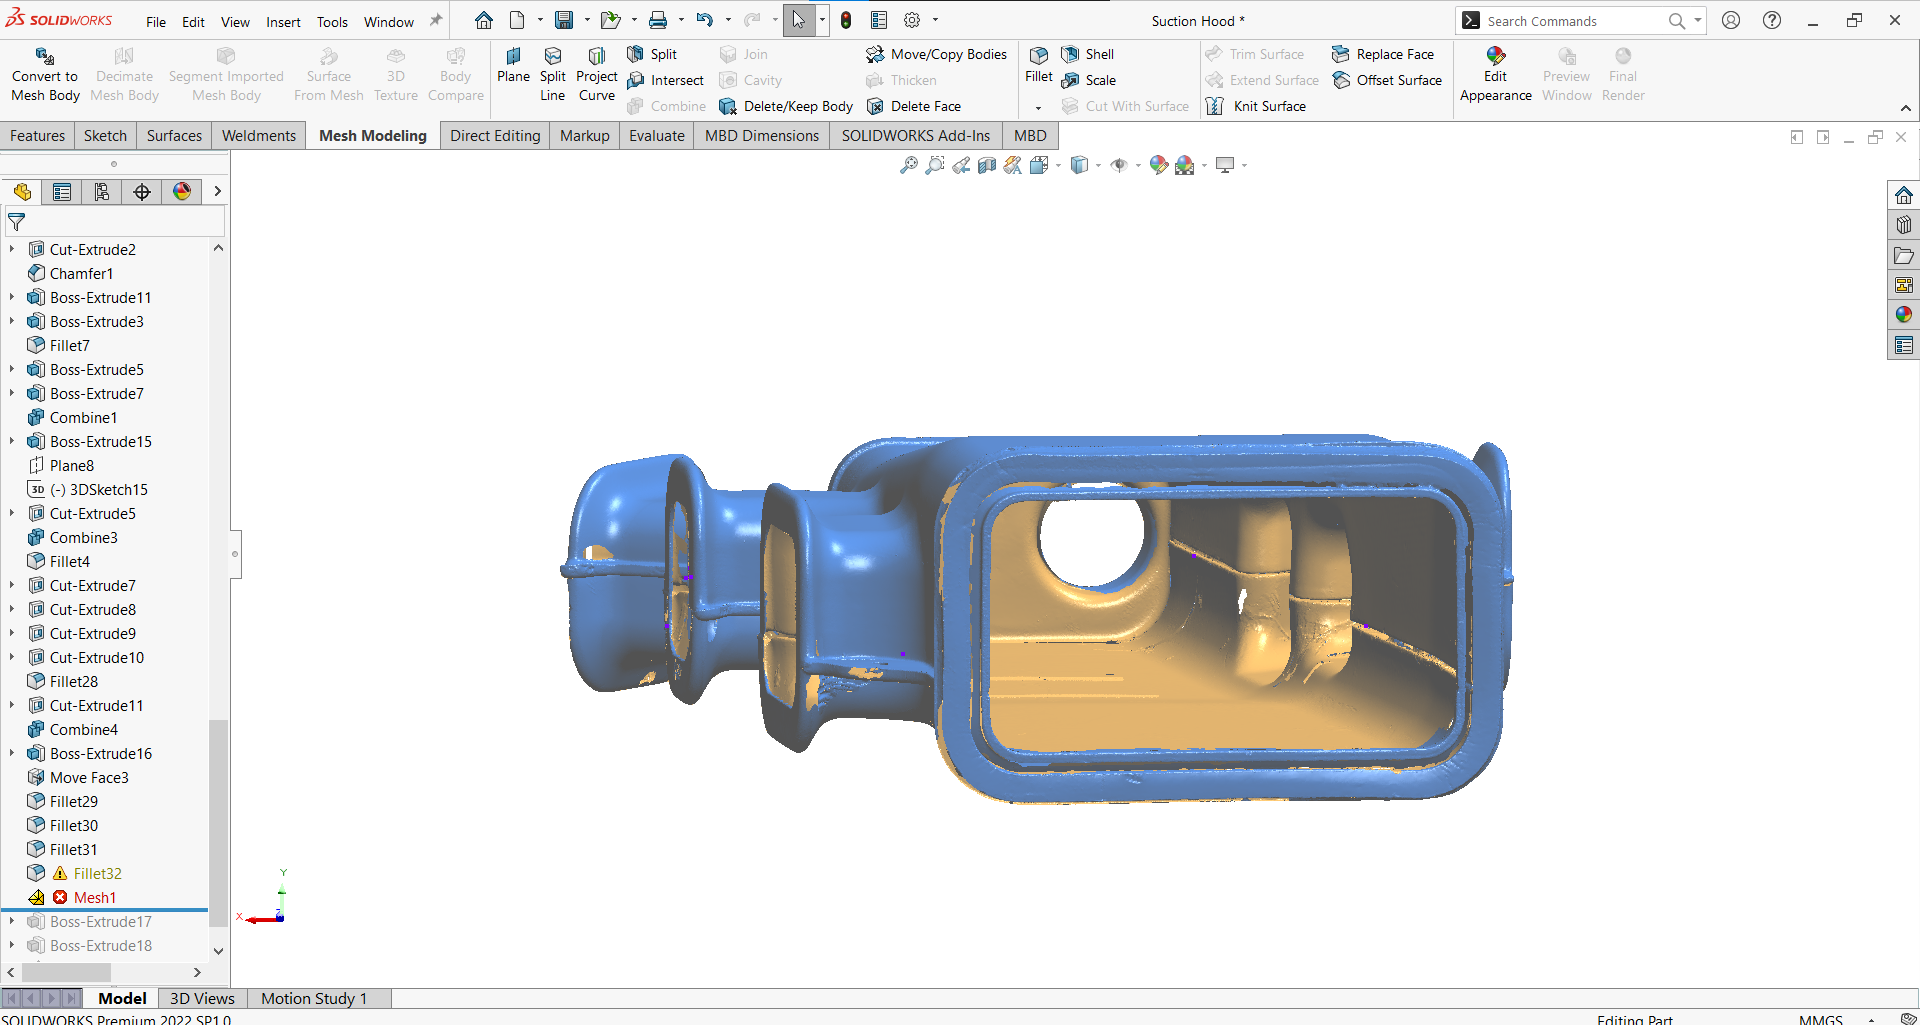 SOLIDWORKS File Edit View Insert Tools Window Suction Hood * Search Commands
Convert to Mesh Body
Decimate Mesh Body
Segment Imported Mesh Body
Surface From Mesh
3D Texture
Body Compare
Plane
Split Line
Project Curve
Split
Intersect
Combine
Join
Cavity
Delete/Keep Body
Move/Copy Bodies
Thicken
Delete Face
Fillet
Shell
Scale
Cut With Surface
Trim Surface
Extend Surface
Knit Surface
Replace Face
Offset Surface
Edit Appearance
Preview Window
Final Render
Features Sketch Surfaces Weldments Mesh Modeling Direct Editing Markup Evaluate MBD Dimensions SOLIDWORKS Add-Ins MBD
Cut-Extrude2
Chamfer1
Boss-Extrude11
Boss-Extrude3
Fillet7
Boss-Extrude5
Boss-Extrude7
Combine1
Boss-Extrude15
Plane8
3D (-) 3DSketch15
Cut-Extrude5
Combine3
Fillet4
Cut-Extrude7
Cut-Extrude8
Cut-Extrude9
Cut-Extrude10
Fillet28
Cut-Extrude11
Combine4
Boss-Extrude16
Move Face3
Fillet29
Fillet30
Fillet31
Fillet32
Mesh1
Boss-Extrude17
Boss-Extrude18
Y
X
Z
Model 3D Views Motion Study 1
SOLIDWORKS Premium 2022 SP1.0 Editing Part MMGS